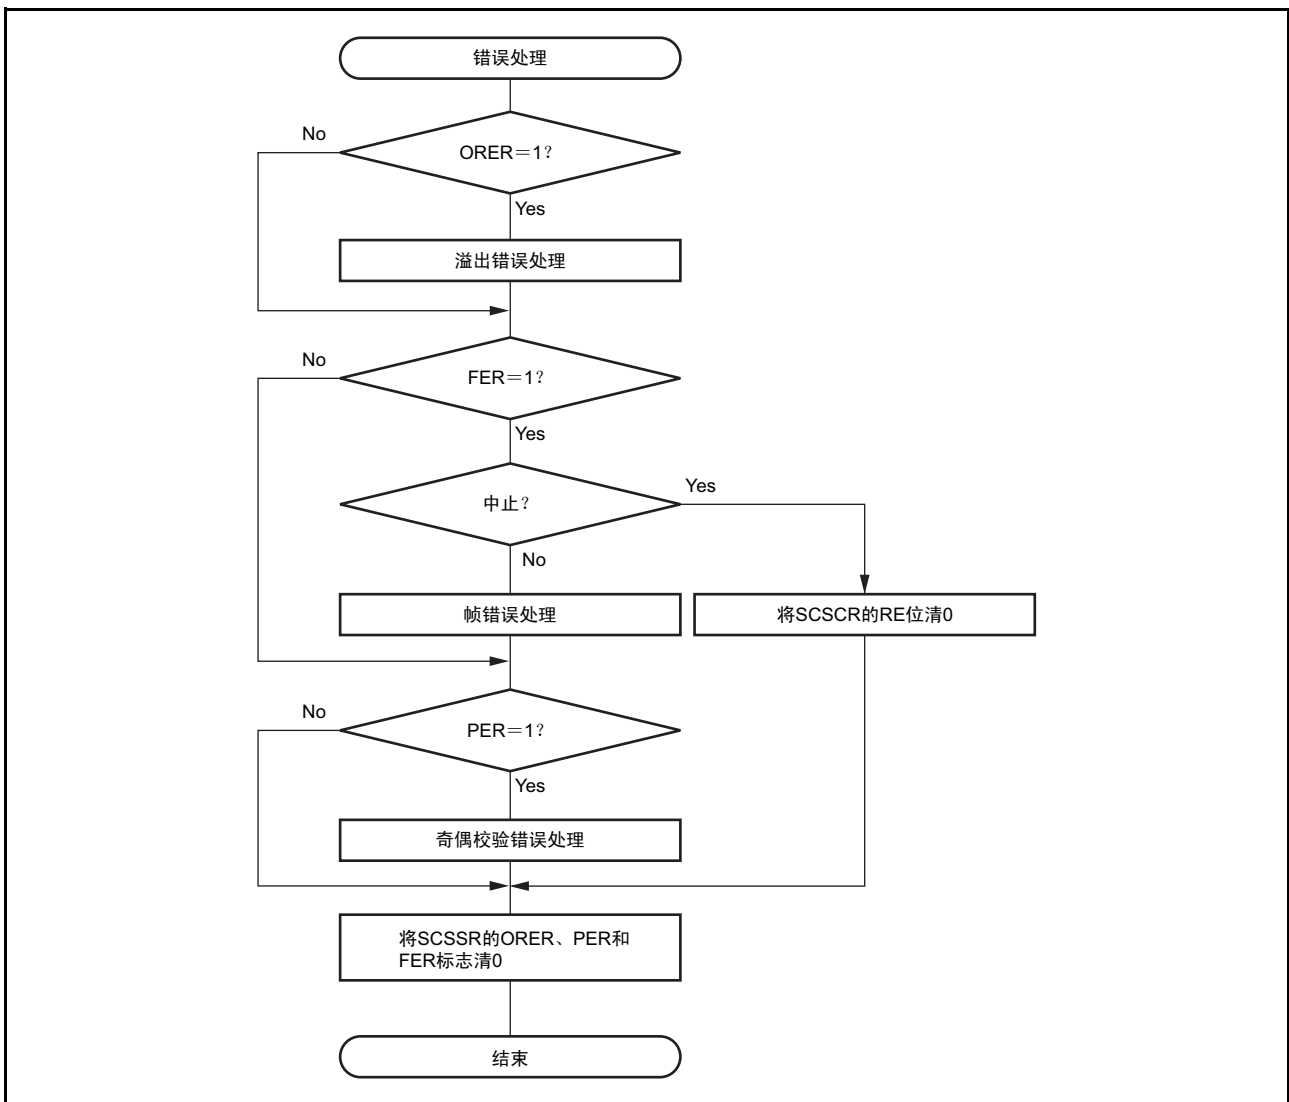 错误处理
No
ORER＝1？
Yes
溢出错误处理
No
FER＝1？
Yes
中止？
Yes
No
帧错误处理
将SCSCR的RE位清0
No
PER＝1？
Yes
奇偶校验错误处理
将SCSSR的ORER、PER和
FER标志清0
结束